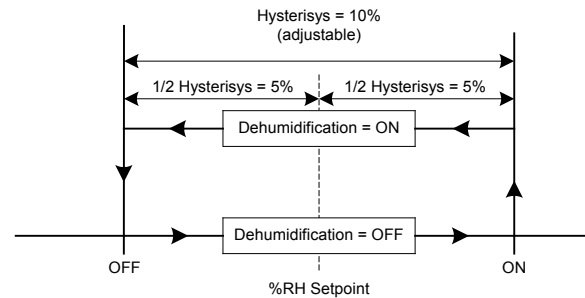 Hysterisys = 10%
(adjustable)
1/2 Hysterisys = 5%
1/2 Hysterisys = 5%
Dehumidification = ON
Dehumidification = OFF
OFF
ON
%RH Setpoint